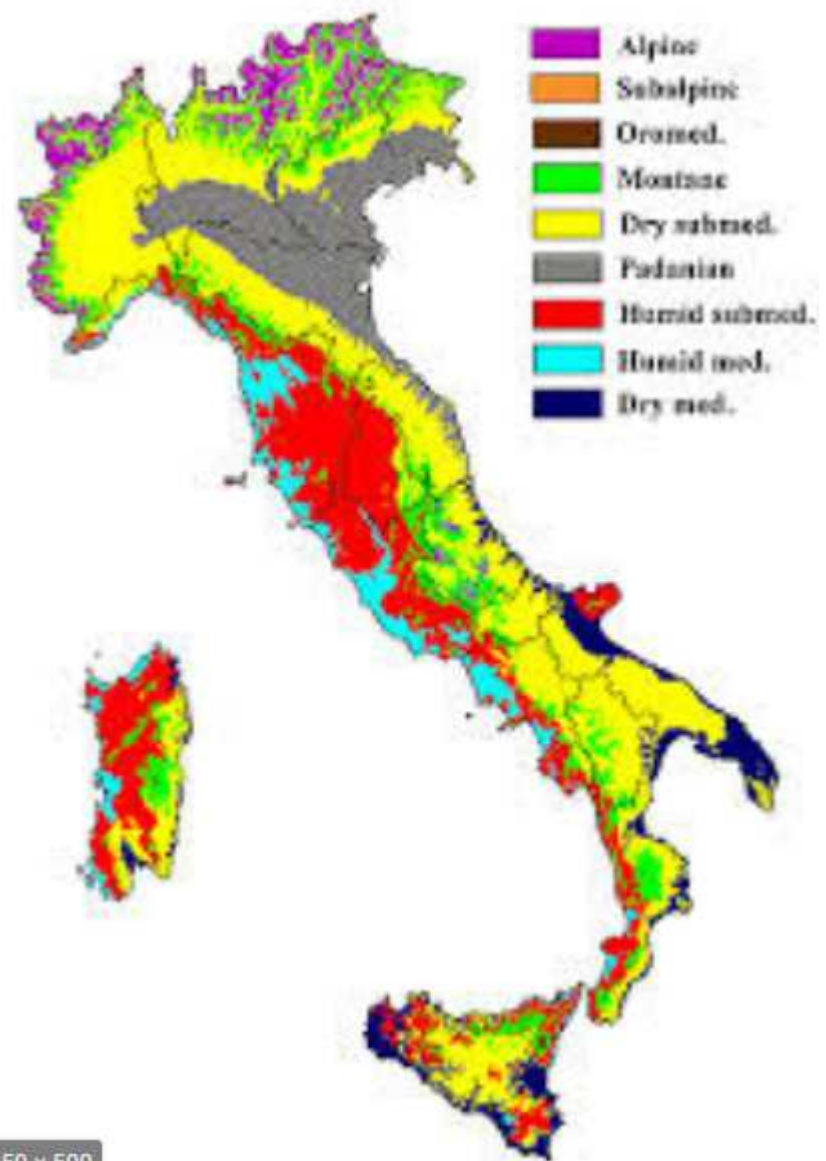 Alpine
Subalpine
Oromed.
Montane
Dry submed.
Padanian
Humid submed.
Humid med.
Dry med.